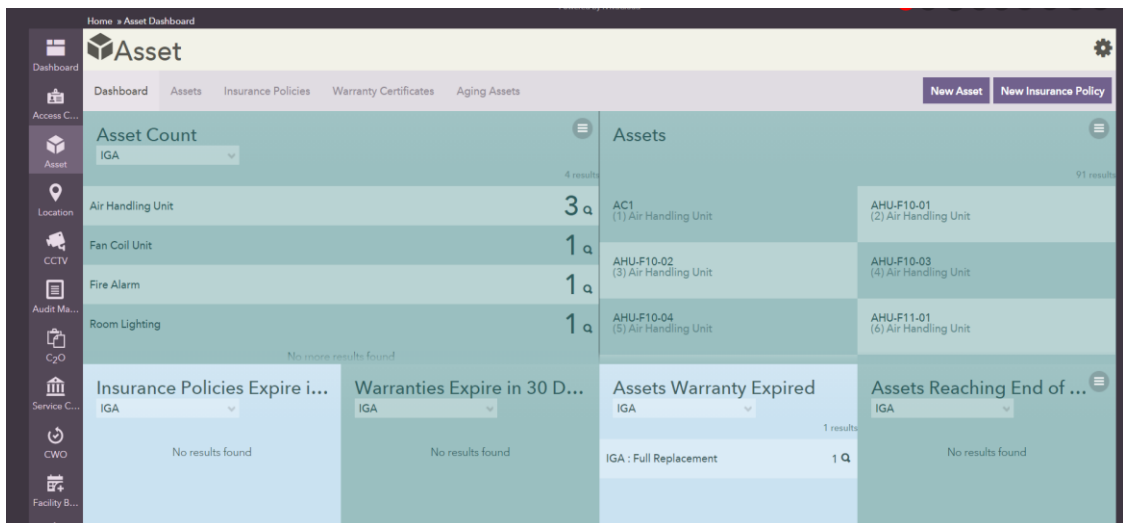 Home » Asset Dashboard
Dashboard
Access C...
Asset
Location
CCTV
Audit Ma...
C2O
Service C...
CWO
Facility B...
Asset
Dashboard Assets Insurance Policies Warranty Certificates Aging Assets New Asset New Insurance Policy
Asset Count
IGA
4 results
Air Handling Unit 3
Fan Coil Unit 1
Fire Alarm 1
Room Lighting 1
No more results found
Assets
91 results
AC1
(1) Air Handling Unit
AHU-F10-01
(2) Air Handling Unit
AHU-F10-02
(3) Air Handling Unit
AHU-F10-03
(4) Air Handling Unit
AHU-F10-04
(5) Air Handling Unit
AHU-F11-01
(6) Air Handling Unit
Insurance Policies Expire i...
IGA
No results found
Warranties Expire in 30 D...
IGA
No results found
Assets Warranty Expired
IGA
1 results
IGA : Full Replacement 1
Assets Reaching End of ...
IGA
No results found